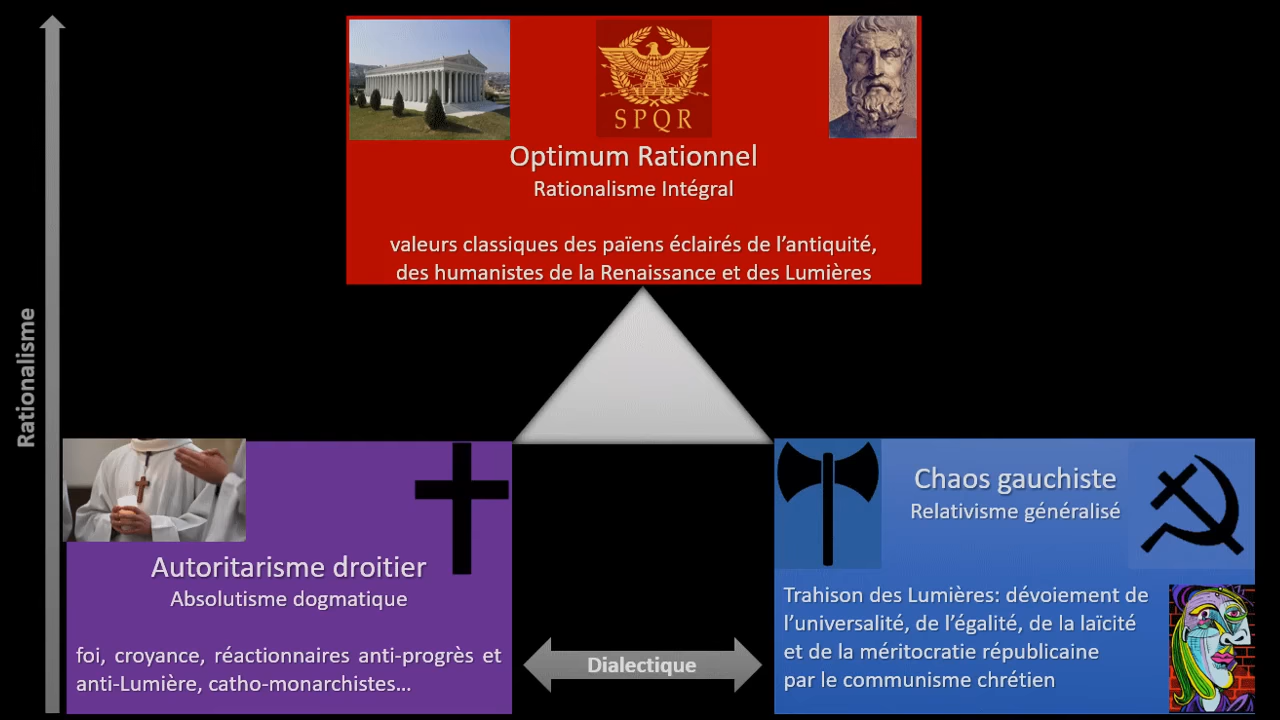 SPQR
Optimum Rationnel
Rationalisme Intégral
valeurs classiques des païens éclairés de l'antiquité,
des humanistes de la Renaissance et des Lumières
Rationalisme
Autoritarisme droitier
Absolutisme dogmatique
foi, croyance, réactionnaires anti-progrès et
anti-Lumière, catho-monarchistes...
Dialectique
Chaos gauchiste
Relativisme généralisé
Trahison des Lumières: dévoiement de
l'universalité, de l'égalité, de la laïcité
et de la méritocratie républicaine
par le communisme chrétien